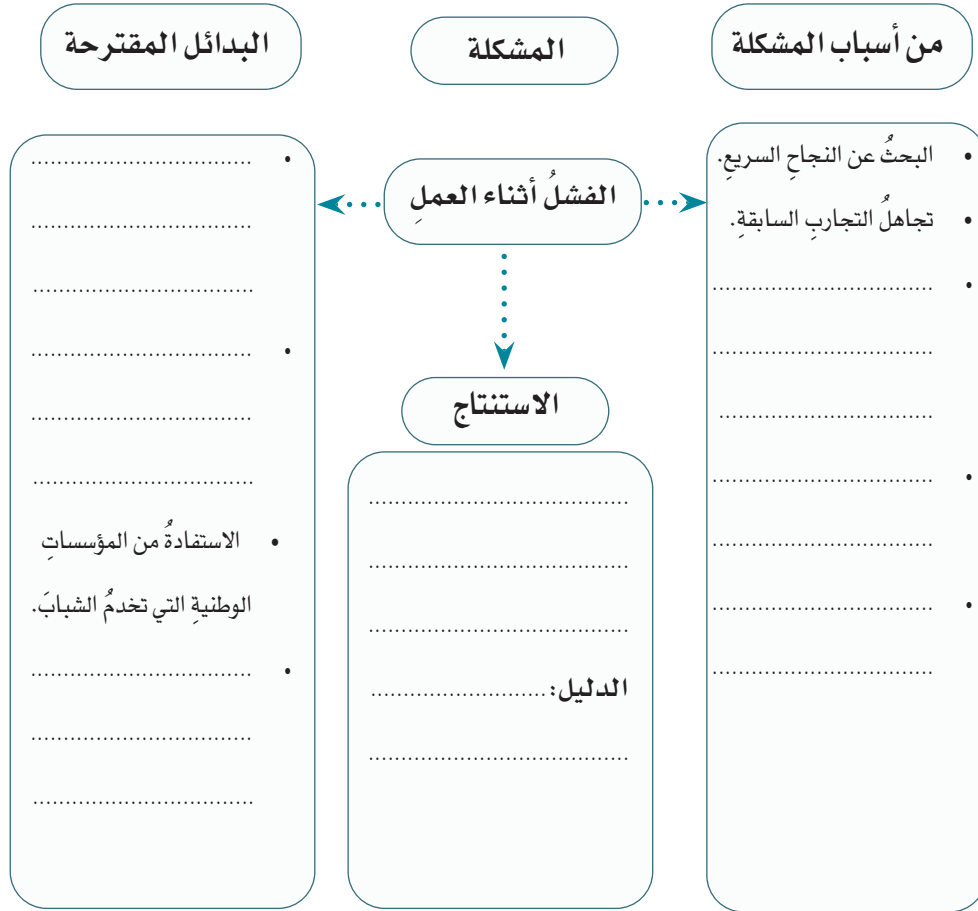 من أسباب المشكلة
المشكلة
البدائل المقترحة
• البحثُ عن النجاحِ السريعِ.
• تجاهلُ التجاربِ السابقةِ.
• ..................................
..................................
.................................
• ..................................
..................................
• ..................................
..................................
الفشلُ أثناء العملِ
الاستنتاج
........................................
........................................
........................................
الدليل: ...........................
........................................
• ..................................
..................................
..................................
• ..................................
..................................
..................................
• الاستفادةُ من المؤسساتِ
الوطنيةِ التي تخدمُ الشبابَ.
• ..................................
..................................
..................................